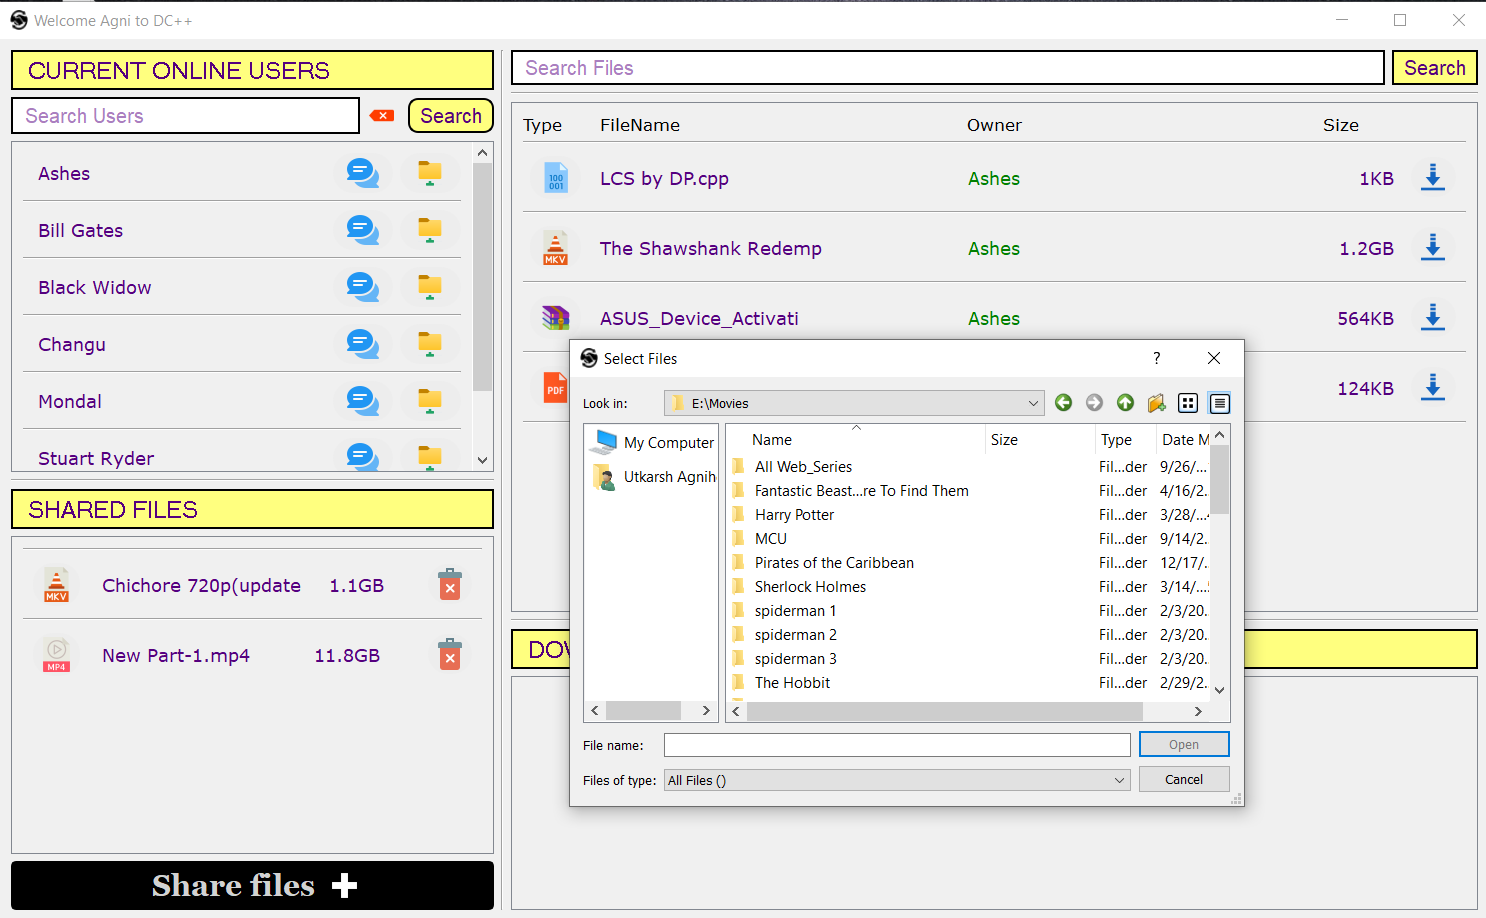 Welcome Agni to DC++
CURRENT ONLINE USERS
Search Users
Search
Ashes
Bill Gates
Black Widow
Changu
Mondal
Stuart Ryder
SHARED FILES
MKV
Chichore 720p(update 1.1GB
MP4
New Part-1.mp4 11.8GB
Share files
Search Files
Search
Type FileName Owner Size
100
001
LCS by DP.cpp Ashes 1KB
MKV
The Shawshank Redemp Ashes 1.2GB
ASUS_Device_Activati Ashes 564KB
PDF 124KB
Select Files ?
Look in: E:\Movies
My Computer
Utkarsh Agnih
Name Size Type Date M
All Web_Series Fil...der 9/26/...
Fantastic Beast...re To Find Them Fil...der 4/16/2...
Harry Potter Fil...der 3/28/...
MCU Fil...der 9/14/2...
Pirates of the Caribbean Fil...der 12/17/...
Sherlock Holmes Fil...der 3/14/...
spiderman 1 Fil...der 2/3/20...
spiderman 2 Fil...der 2/3/20...
spiderman 3 Fil...der 2/3/20...
The Hobbit Fil...der 2/29/2...
File name: Open
Files of type: All Files () Cancel